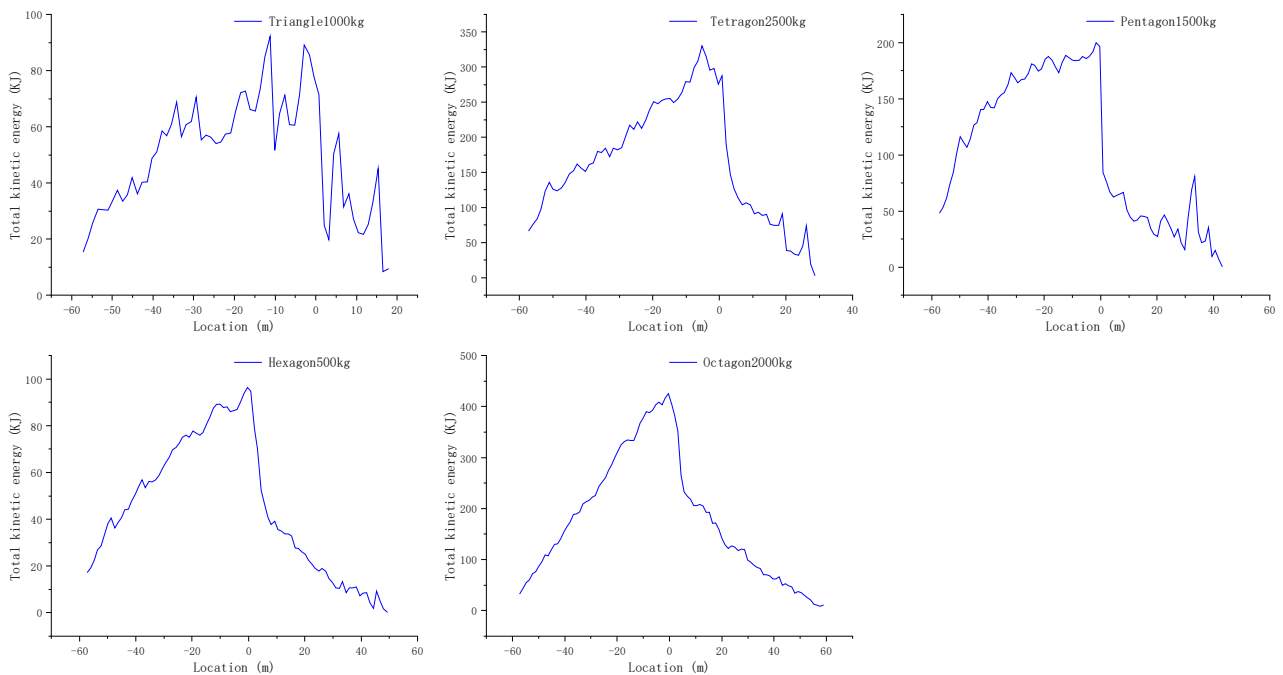 Triangle1000kg
Total kinetic energy (KJ)
100
80
60
40
20
0
-60 -50 -40 -30 -20 -10 0 10 20
Location (m)
Tetragon2500kg
Total kinetic energy (KJ)
350
300
250
200
150
100
50
0
-60 -40 -20 0 20 40
Location (m)
Pentagon1500kg
Total kinetic energy (KJ)
200
150
100
50
0
-60 -40 -20 0 20 40 60
Location (m)
Hexagon500kg
Total kinetic energy (KJ)
100
80
60
40
20
0
-60 -40 -20 0 20 40 60
Location (m)
Octagon2000kg
Total kinetic energy (KJ)
500
400
300
200
100
0
-60 -40 -20 0 20 40 60
Location (m)